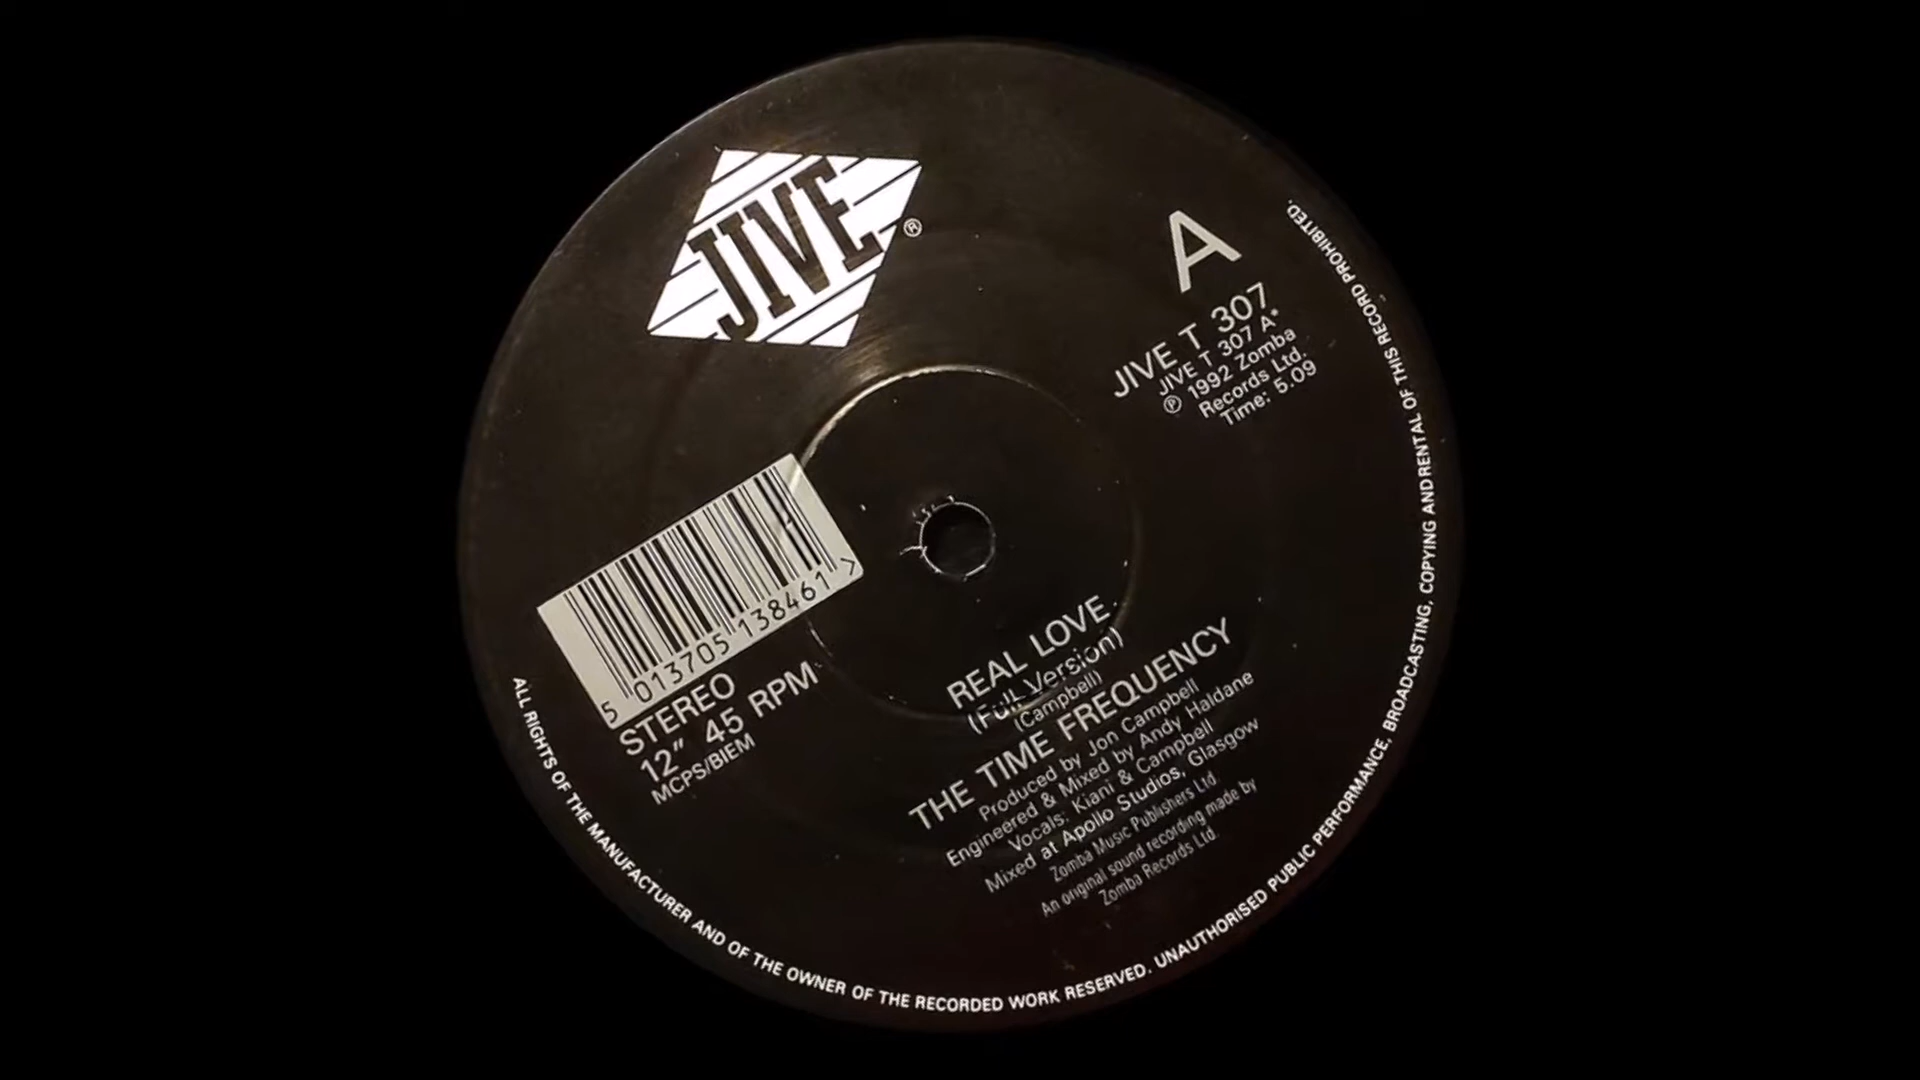 JIVE
®
A
JIVE T 307
JIVE T 307 A*
℗ 1992 Zomba
Records Ltd.
Time: 5.09
5 013705 138461 >
STEREO
12" 45 RPM
MCPS/BIEM
REAL LOVE
(Full Version)
(Campbell)
THE TIME FREQUENCY
Produced by Jon Campbell
Engineered & Mixed by Andy Haldane
Vocals: Kiani & Campbell
Mixed at Apollo Studios, Glasgow
Zomba Music Publishers Ltd.
An original sound recording made by
Zomba Records Ltd.
ALL RIGHTS OF THE MANUFACTURER AND OF THE OWNER OF THE RECORDED WORK RESERVED. UNAUTHORISED PUBLIC PERFORMANCE, BROADCASTING, COPYING AND RENTAL OF THIS RECORD PROHIBITED.